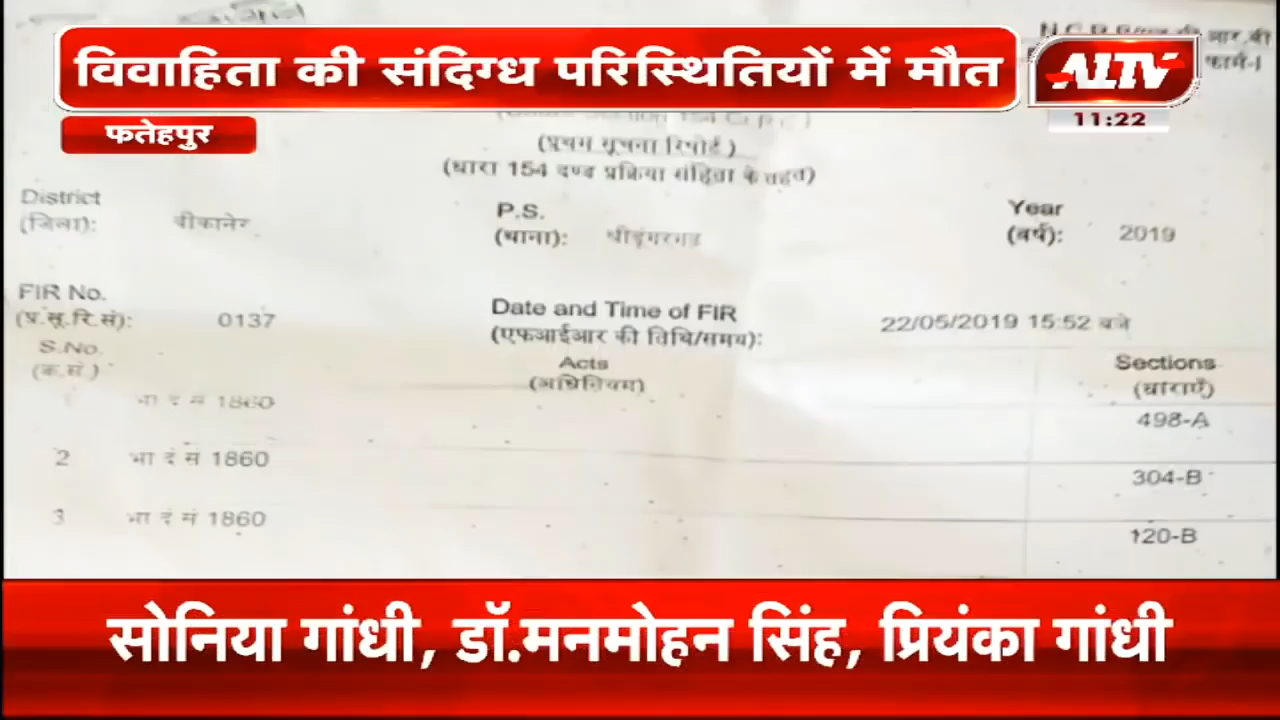 विवाहिता की संदिग्ध परिस्थितियों में मौत
ALTV
11:22
फतेहपुर
आर.बी
फार्म-I
(प्रथम सूचना रिपोर्ट)
(धारा 154 दण्ड प्रक्रिया संहिता के तहत)
District
(जिला): बीकानेर
P.S.
(थाना): श्रीडूंगरगढ़
Year
(वर्ष): 2019
FIR No.
(प्र.सू.रि.सं): 0137
Date and Time of FIR
(एफआईआर की तिथि/समय): 22/05/2019 15:52 बजे
S.No.
(क्र.सं.)
Acts
(अधिनियम)
Sections
(धाराएँ)
भा दं सं 1860 498-A
2 भा दं सं 1860 304-B
3 भा दं सं 1860 120-B
सोनिया गांधी, डॉ.मनमोहन सिंह, प्रियंका गांधी